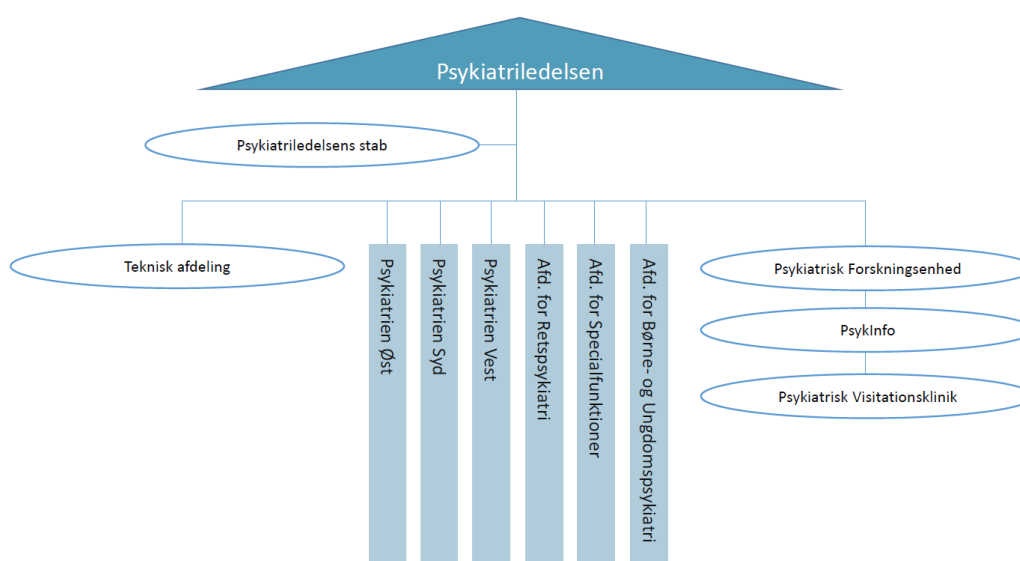 Psykiatriledelsen
Psykiatriledelsens stab
Teknisk afdeling
Psykiatrien Øst
Psykiatrien Syd
Psykiatrien Vest
Afd. for Retspsykiatri
Afd. for Specialfunktioner
Afd. for Børne- og Ungdomspsykiatri
Psykiatrisk Forskningsenhed
PsykInfo
Psykiatrisk Visitationsklinik